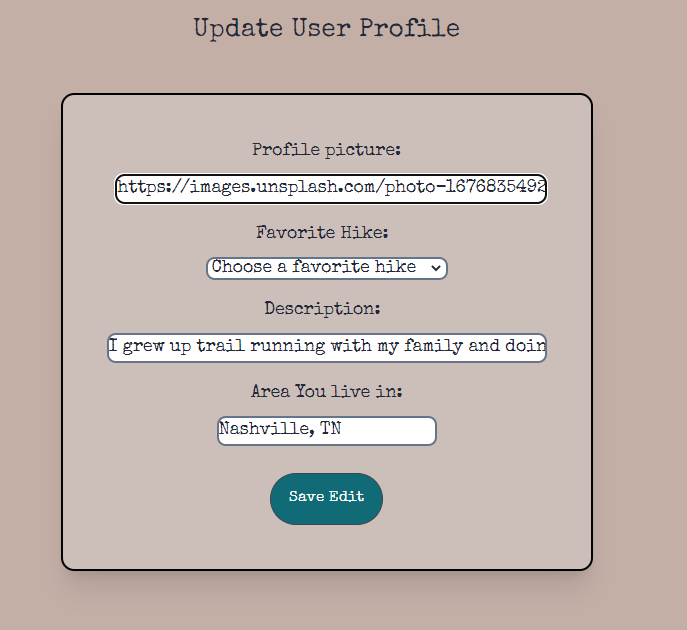 Update User Profile
Profile picture:
https://images.unsplash.com/photo-1676835492
Favorite Hike:
Choose a favorite hike
Description:
I grew up trail running with my family and doin
Area You live in:
Nashville, TN
Save Edit